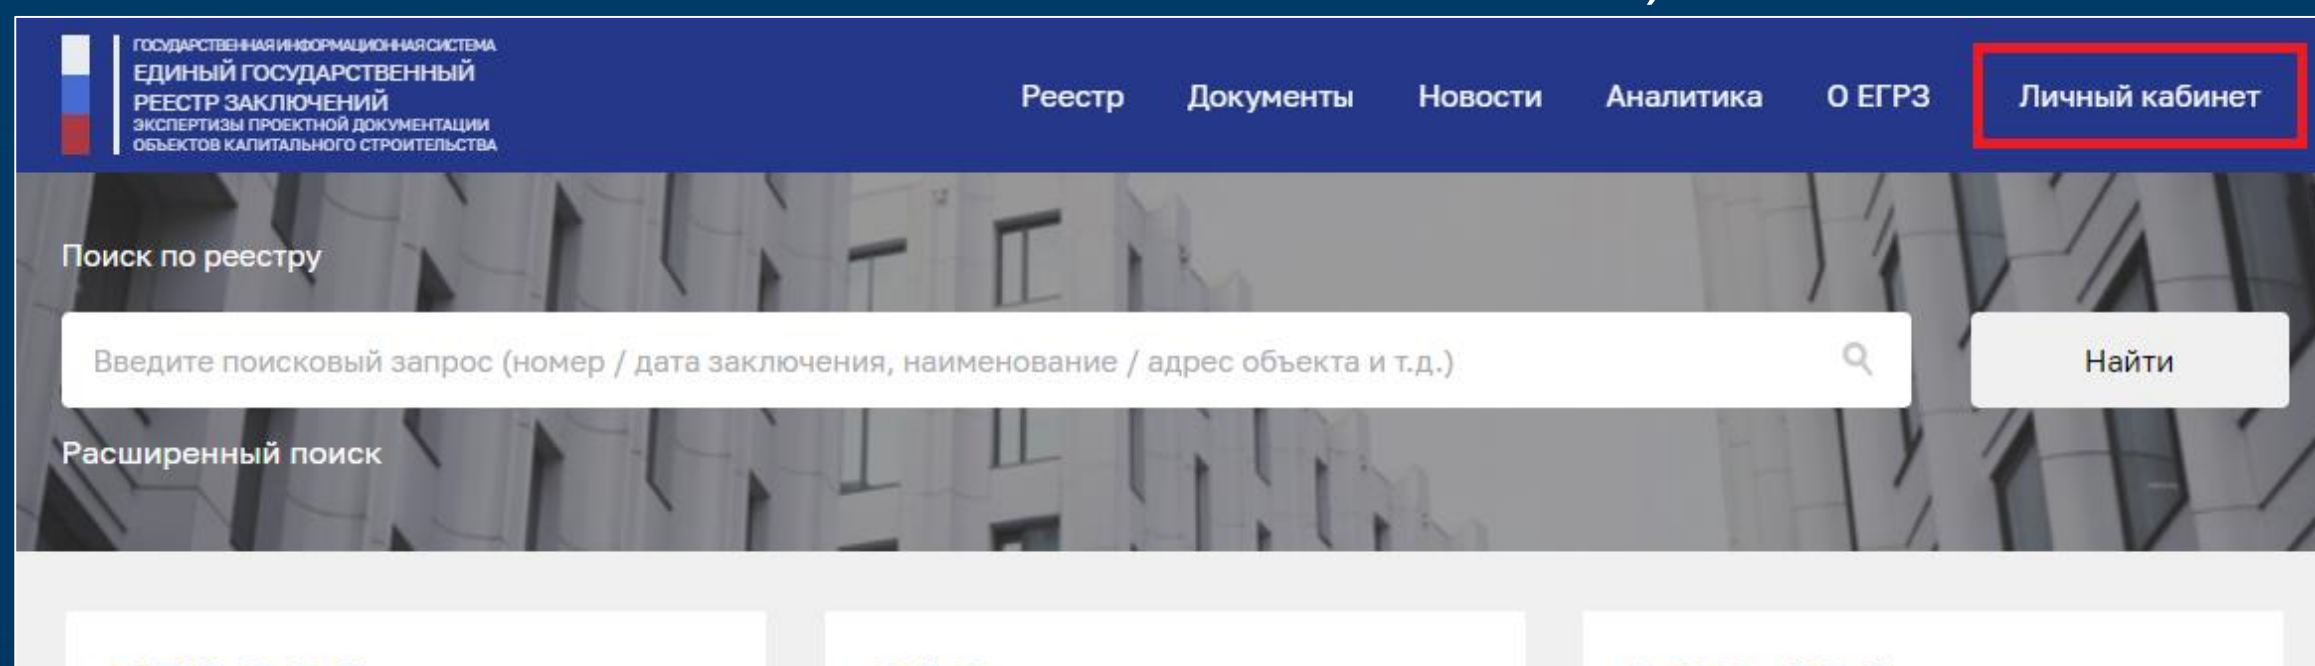 ГОСУДАРСТВЕННАЯ ИНФОРМАЦИОННАЯ СИСТЕМА
ЕДИНЫЙ ГОСУДАРСТВЕННЫЙ
РЕЕСТР ЗАКЛЮЧЕНИЙ
ЭКСПЕРТИЗЫ ПРОЕКТНОЙ ДОКУМЕНТАЦИИ
ОБЪЕКТОВ КАПИТАЛЬНОГО СТРОИТЕЛЬСТВА
Реестр Документы Новости Аналитика О ЕГРЗ Личный кабинет
Поиск по реестру
Введите поисковый запрос (номер / дата заключения, наименование / адрес объекта и т.д.)
Найти
Расширенный поиск